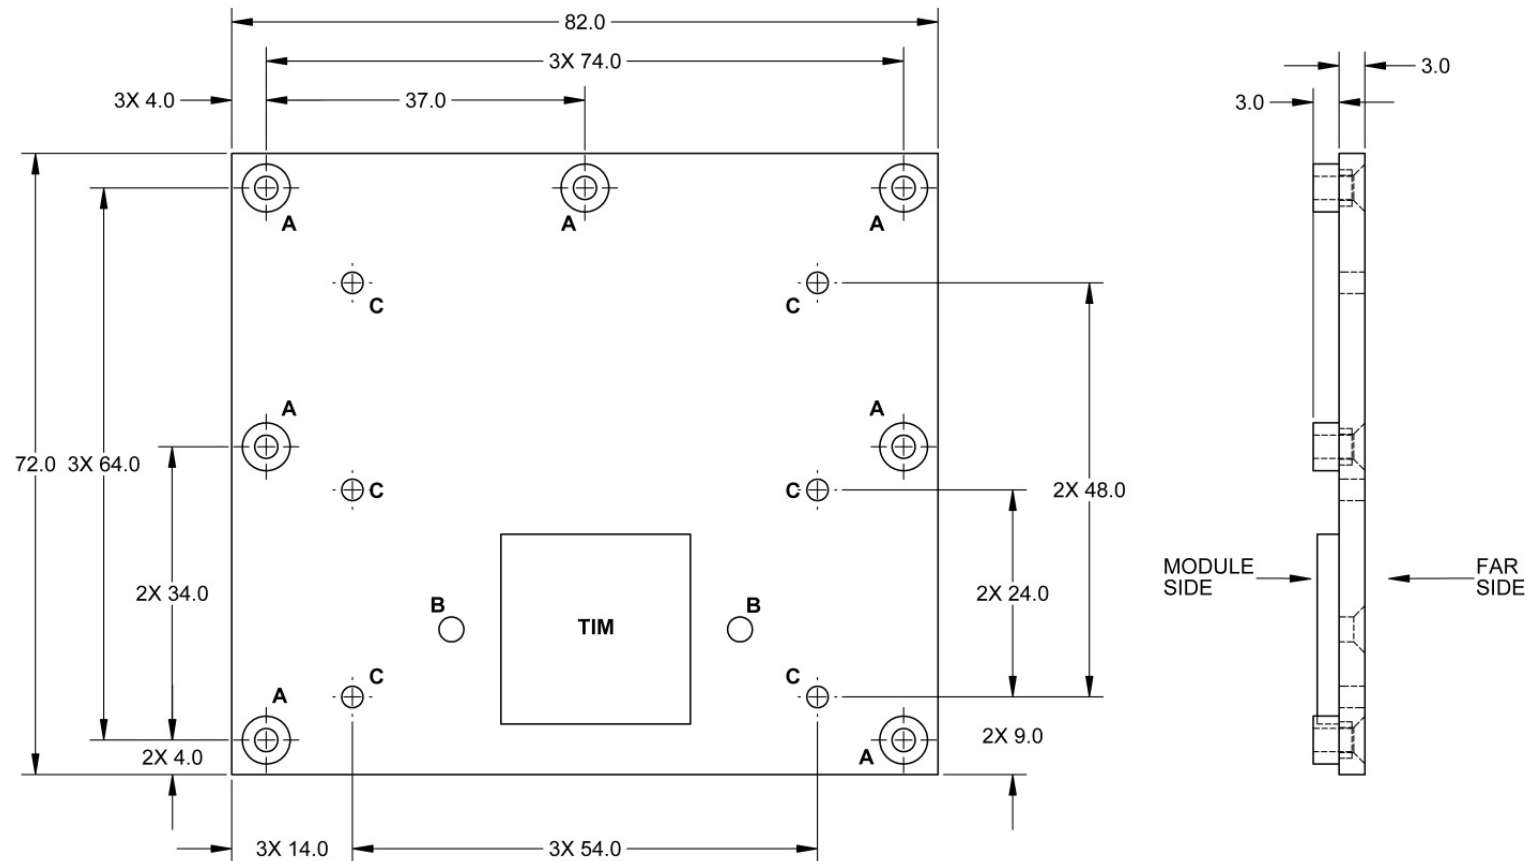 82.0
3X 74.0
3.0
3X 4.0
37.0
3.0
A
A
A
C
C
A
A
72.0
3X 64.0
C
C
2X 48.0
MODULE
SIDE
FAR
SIDE
2X 34.0
B
B
2X 24.0
TIM
C
C
A
2X 9.0
2X 4.0
A
3X 14.0
3X 54.0